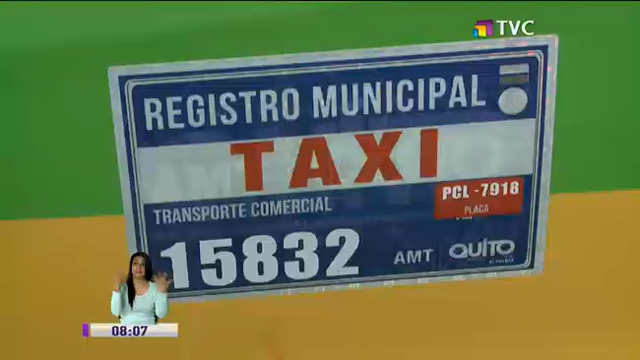 TVC
REGISTRO MUNICIPAL
TAXI
TRANSPORTE COMERCIAL
PCL -7918
PLACA
15832
AMT
QUITO
08:07